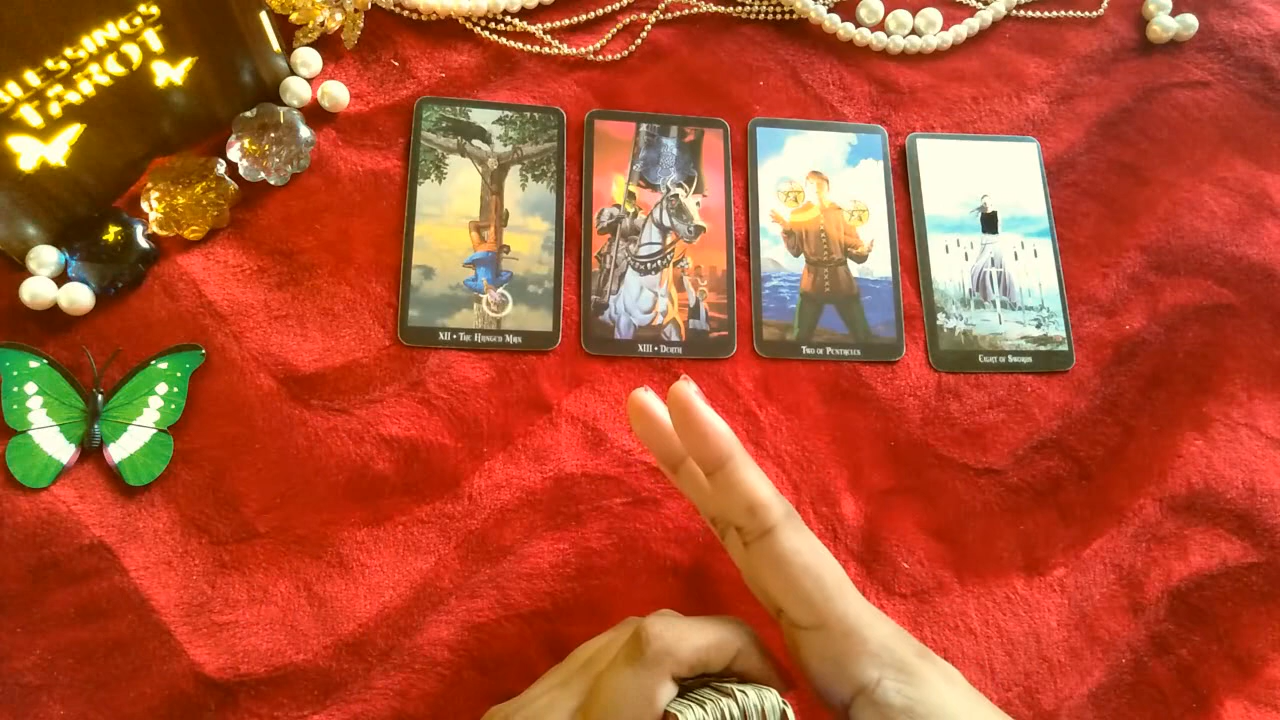 BLESSINGS
TAROT
XII • The Hanged Man
XIII • Death
Two of Pentacles
Eight of Swords